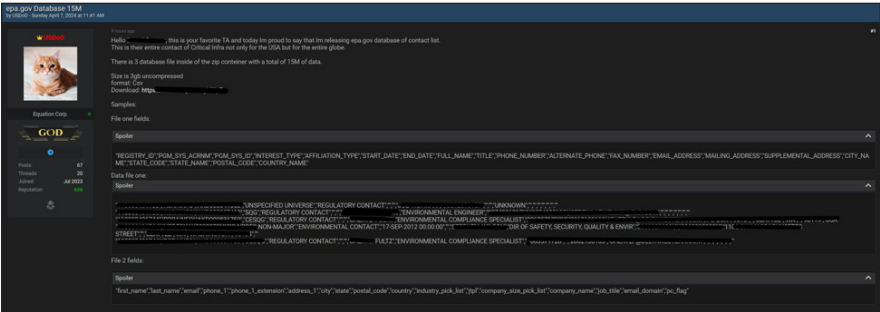 epa.gov Database 15M
by USDoD - Sunday April 7, 2024 at 11:41 AM
USDoD
Equation Corp.
GOD
Posts: 67
Threads: 20
Joined: Jul 2023
Reputation:
9 hours ago
#1
Hello , this is your favorite TA and today Im proud to say that Im releasing epa.gov database of contact list.
This is their entire contact of Critical Infra not only for the USA but for the entire globe.
There is 3 database file inside of the zip conteiner with a total of 15M of data.
Size is 3gb uncompressed
format: Csv
Download: https
Samples:
File one fields:
Spoiler
"REGISTRY_ID","PGM_SYS_ACRNM","PGM_SYS_ID","INTEREST_TYPE","AFFILIATION_TYPE","START_DATE","END_DATE","FULL_NAME","TITLE","PHONE_NUMBER","ALTERNATE_PHONE","FAX_NUMBER","EMAIL_ADDRESS","MAILING_ADDRESS","SUPPLEMENTAL_ADDRESS","CITY_NA
ME","STATE_CODE","STATE_NAME","POSTAL_CODE","COUNTRY_NAME"
Data file one:
Spoiler
"UNSPECIFIED UNIVERSE","REGULATORY CONTACT","UNKNOWN"
"SQG","REGULATORY CONTACT","ENVIRONMENTAL ENGINEER"
"CESQG","REGULATORY CONTACT","ENVIRONMENTAL COMPLIANCE SPECIALIST"
NON-MAJOR","ENVIRONMENTAL CONTACT","17-SEP-2012 00:00:00","DIR OF SAFETY, SECURITY, QUALITY & ENVIR"
STREET"
"REGULATORY CONTACT" FULTZ","ENVIRONMENTAL COMPLIANCE SPECIALIST"
File 2 fields:
Spoiler
"first_name","last_name","email","phone_1","phone_1_extension","address_1","city","state","postal_code","country","industry_pick_list","jtpl","company_size_pick_list","company_name","job_title","email_domain","pc_flag"